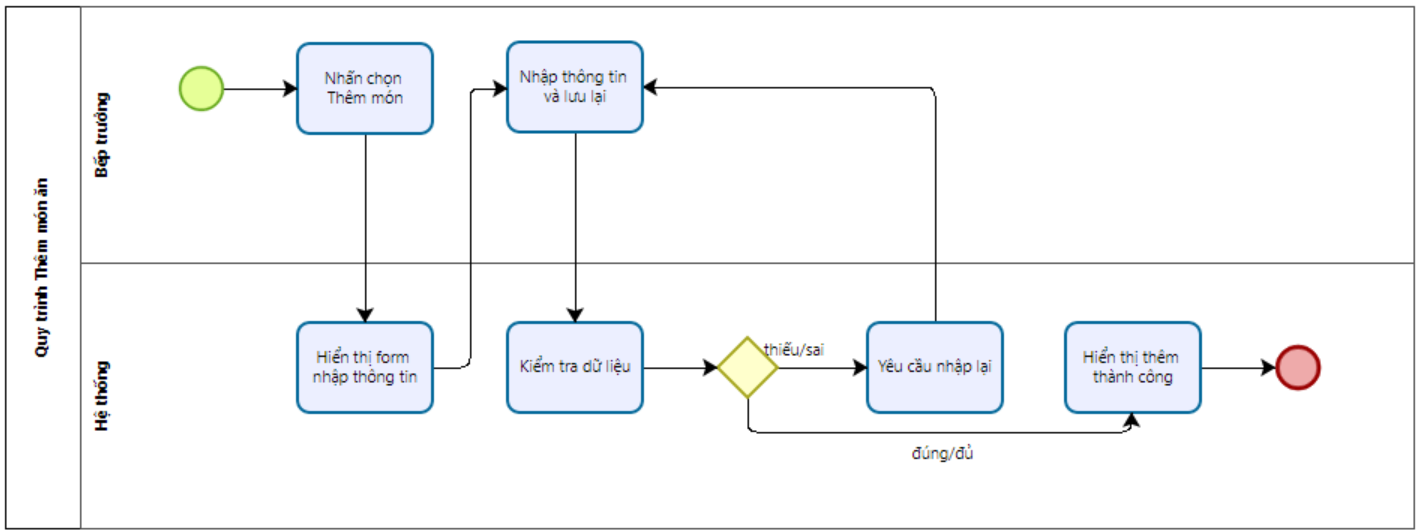 Quy trình Thêm món ăn
Bếp trưởng
Nhấn chọn
Thêm món
Nhập thông tin
và lưu lại
Hệ thống
Hiển thị form
nhập thông tin
Kiểm tra dữ liệu
thiếu/sai
Yêu cầu nhập lại
Hiển thị thêm
thành công
đúng/đủ